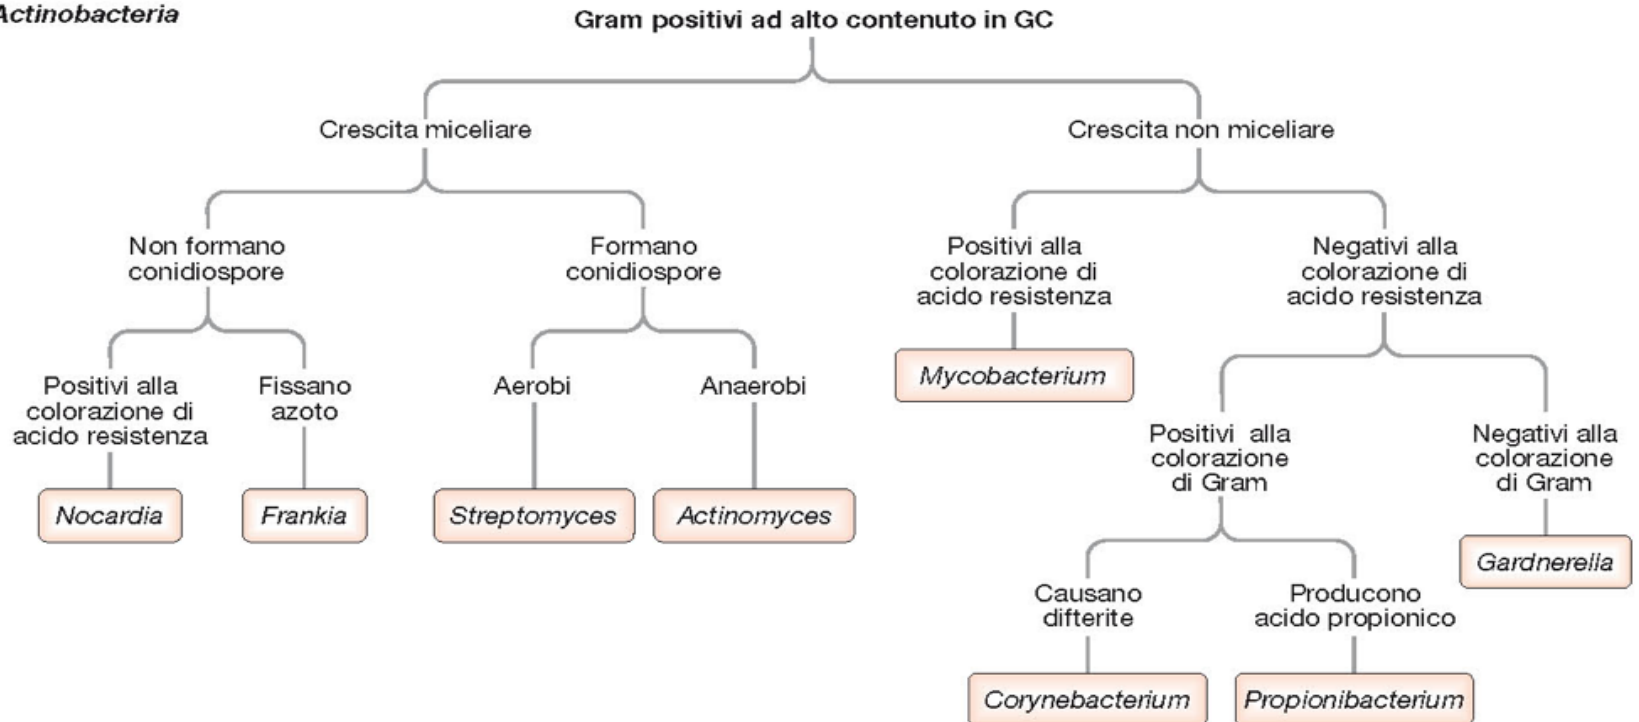 Actinobacteria
Gram positivi ad alto contenuto in GC
Crescita miceliare
Crescita non miceliare
Non formano
conidiospore
Formano
conidiospore
Positivi alla
colorazione di
acido resistenza
Negativi alla
colorazione di
acido resistenza
Positivi alla
colorazione di
acido resistenza
Fissano
azoto
Aerobi
Anaerobi
Mycobacterium
Positivi alla
colorazione
di Gram
Negativi alla
colorazione
di Gram
Nocardia
Frankia
Streptomyces
Actinomyces
Gardnerella
Causano
difterite
Producono
acido propionico
Corynebacterium
Propionibacterium